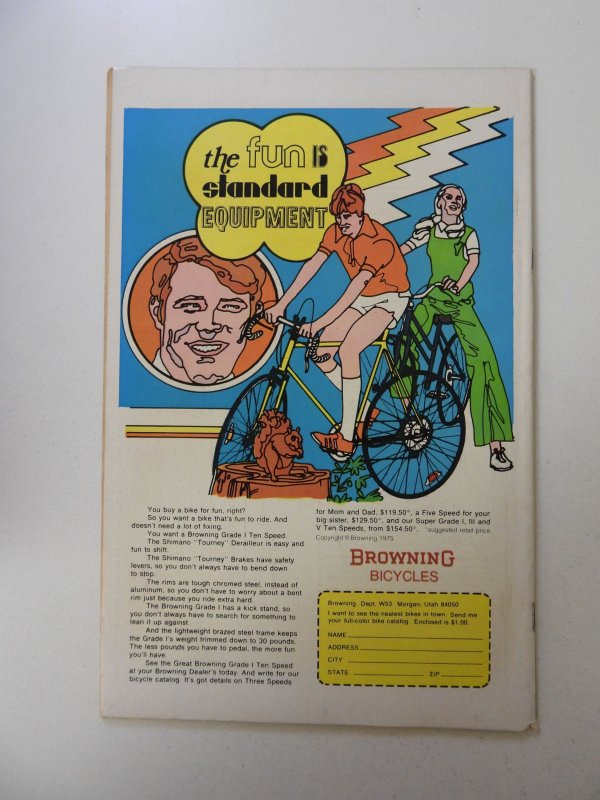 the fun IS
standard
EQUIPMENT
You buy a bike for fun, right?
So you want a bike that's fun to ride. And
doesn't need a lot of fixing.
You want a Browning Grade I Ten Speed.
The Shimano "Tourney" Derailleur is easy and
fun to shift.
The Shimano "Tourney" Brakes have safety
levers, so you don't always have to bend down
to stop.
The rims are tough chromed steel, instead of
aluminum, so you don't have to worry about a bent
rim just because you ride extra hard.
The Browning Grade I has a kick stand, so
you don't always have to search for something to
lean it up against.
And the lightweight brazed steel frame keeps
the Grade I's weight trimmed down to 30 pounds.
The less pounds you have to pedal, the more fun
you'll have.
See the Great Browning Grade I Ten Speed
at your Browning Dealer's today. And write for our
bicycle catalog. It's got details on Three Speeds
for Mom and Dad, $119.50*, a Five Speed for your
big sister, $129.50*, and our Super Grade I, III and
V Ten Speeds, from $154.50*. *suggested retail price
Copyright © Browning 1975
BROWNING
BICYCLES
Browning Dept. W53 Morgan, Utah 84050
I want to see the neatest bikes in town. Send me
your full-color bike catalog. Enclosed is $1.00.
NAME
ADDRESS
CITY
STATE ZIP